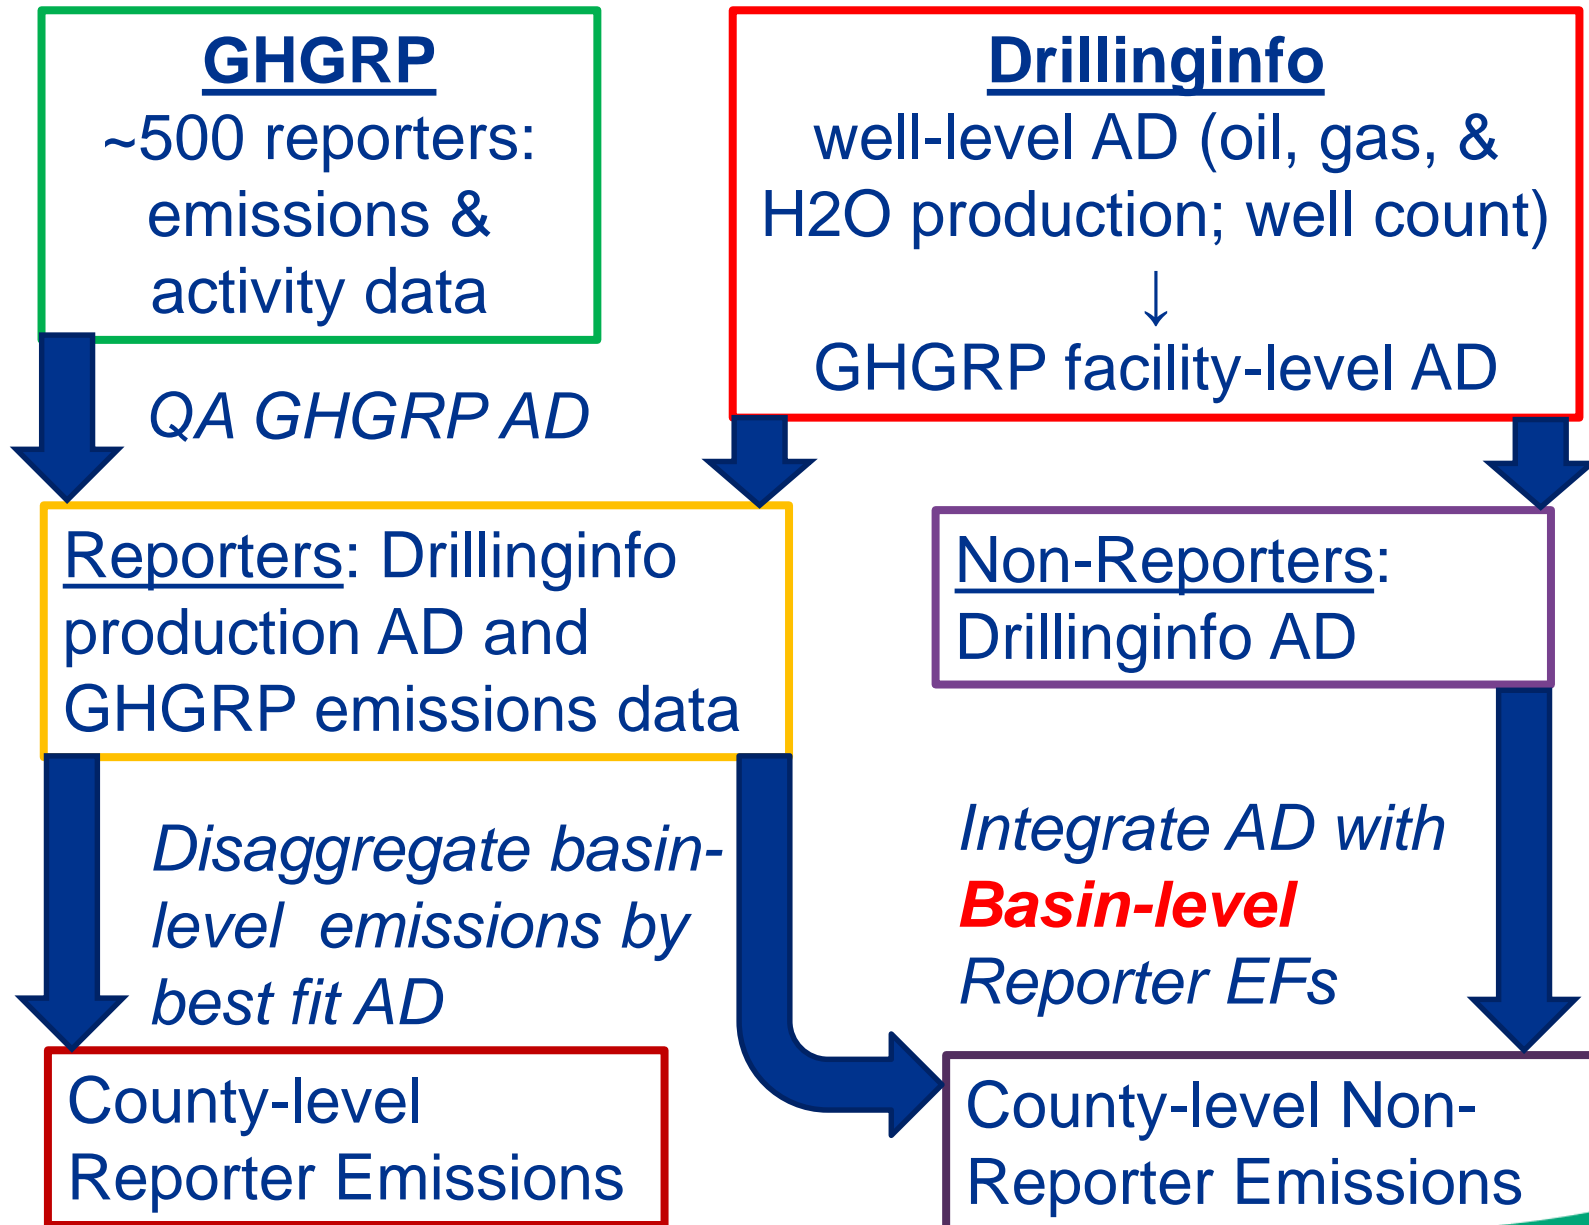 GHGRP
~500 reporters:
emissions &
activity data
Drillinginfo
well-level AD (oil, gas, &
H2O production; well count)
↓
GHGRP facility-level AD
QA GHGRP AD
Reporters: Drillinginfo
production AD and
GHGRP emissions data
Non-Reporters:
Drillinginfo AD
Disaggregate basin-
level emissions by
best fit AD
Integrate AD with
Basin-level
Reporter EFs
County-level
Reporter Emissions
County-level Non-
Reporter Emissions